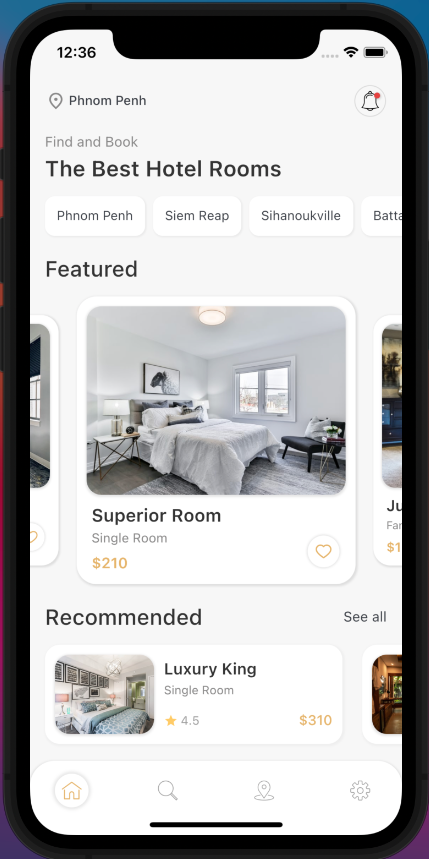 12:36
Phnom Penh
Find and Book
The Best Hotel Rooms
Phnom Penh Siem Reap Sihanoukville Batta
Featured
Superior Room
Single Room
$210
Ju
Fan
$1
Recommended See all
Luxury King
Single Room
4.5 $310